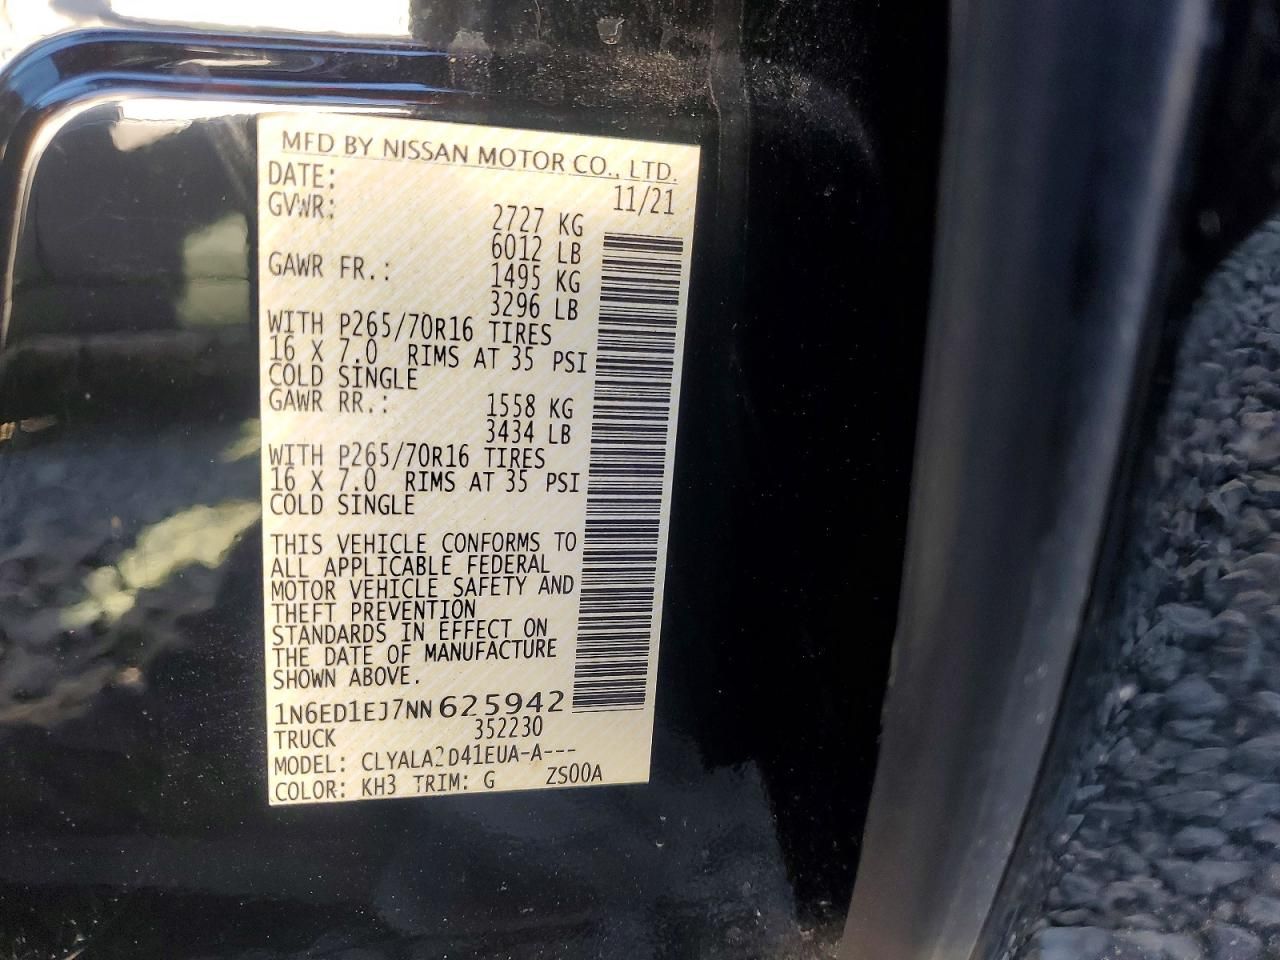 MFD BY NISSAN MOTOR CO., LTD.
DATE: 11/21
GVWR: 2727 KG
6012 LB
GAWR FR.: 1495 KG
3296 LB
WITH P265/70R16 TIRES
16 X 7.0 RIMS AT 35 PSI
COLD SINGLE
GAWR RR.: 1558 KG
3434 LB
WITH P265/70R16 TIRES
16 X 7.0 RIMS AT 35 PSI
COLD SINGLE
THIS VEHICLE CONFORMS TO
ALL APPLICABLE FEDERAL
MOTOR VEHICLE SAFETY AND
THEFT PREVENTION
STANDARDS IN EFFECT ON
THE DATE OF MANUFACTURE
SHOWN ABOVE.
1N6ED1EJ7NN625942
TRUCK 352230
MODEL: CLYALA2D41EUA-A---
COLOR: KH3 TRIM: G ZS00A